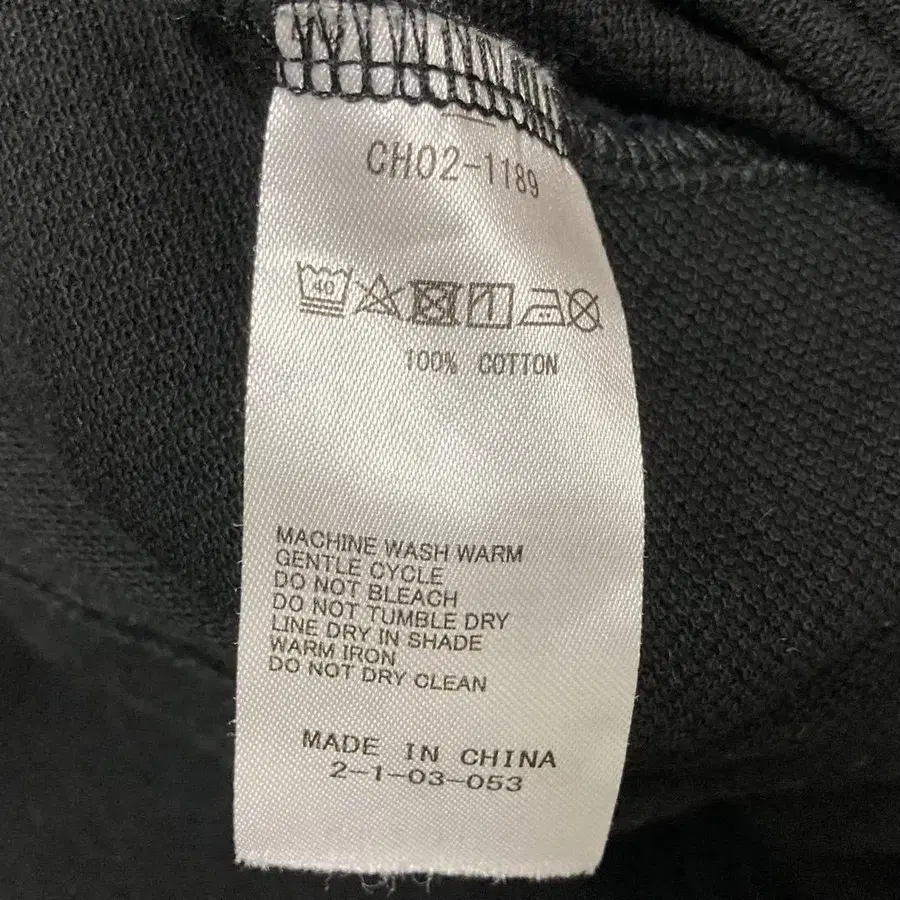 CH02-1189
40
100% COTTON
MACHINE WASH WARM
GENTLE CYCLE
DO NOT BLEACH
DO NOT TUMBLE DRY
LINE DRY IN SHADE
WARM IRON
DO NOT DRY CLEAN
MADE IN CHINA
2-1-03-053